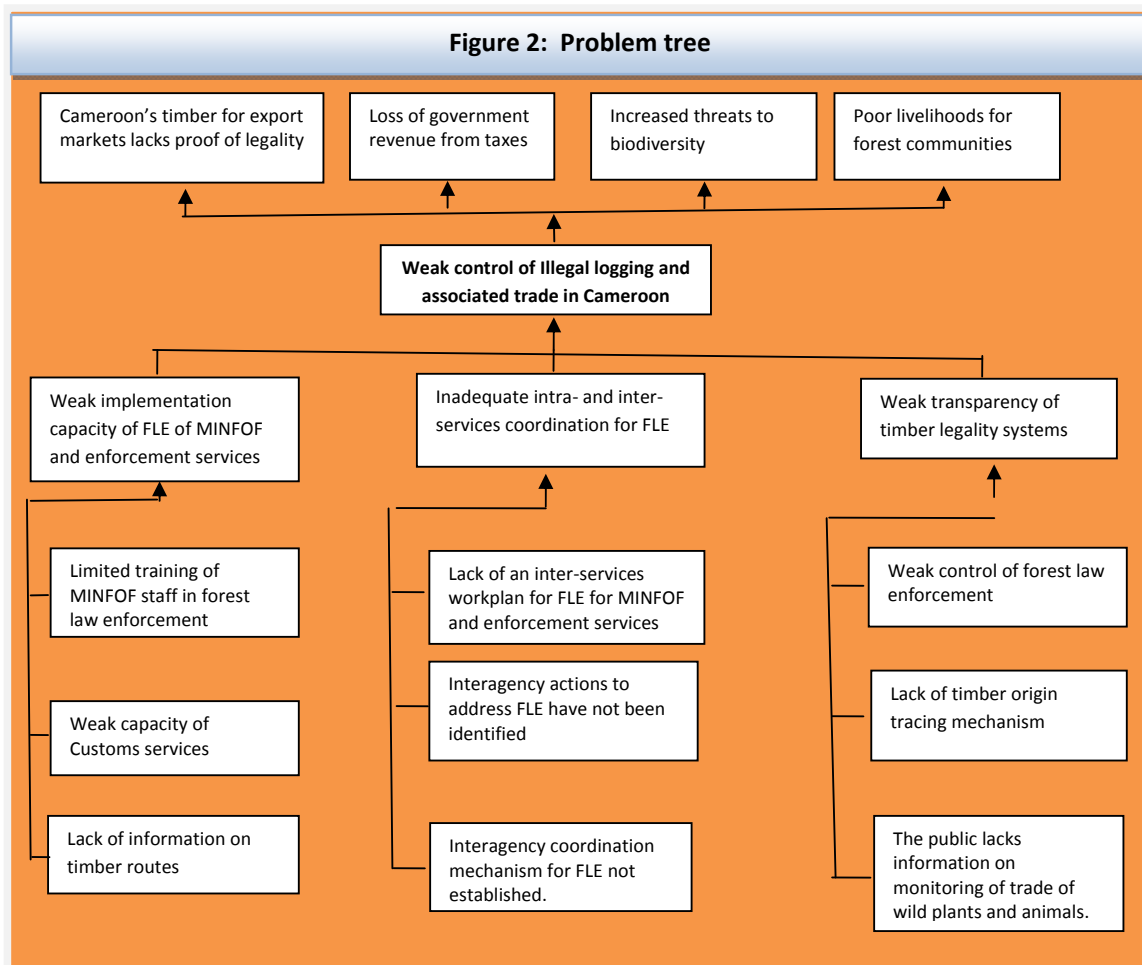 Figure 2: Problem tree
Cameroon's timber for export
markets lacks proof of legality
Loss of government
revenue from taxes
Increased threats to
biodiversity
Poor livelihoods for
forest communities
Weak control of Illegal logging and
associated trade in Cameroon
Weak implementation
capacity of FLE of MINFOF
and enforcement services
Inadequate intra- and inter-
services coordination for FLE
Weak transparency of
timber legality systems
Limited training of
MINFOF staff in forest
law enforcement
Weak capacity of
Customs services
Lack of information on
timber routes
Lack of an inter-services
workplan for FLE for MINFOF
and enforcement services
Interagency actions to
address FLE have not been
identified
Interagency coordination
mechanism for FLE not
established.
Weak control of forest law
enforcement
Lack of timber origin
tracing mechanism
The public lacks
information on
monitoring of trade of
wild plants and animals.